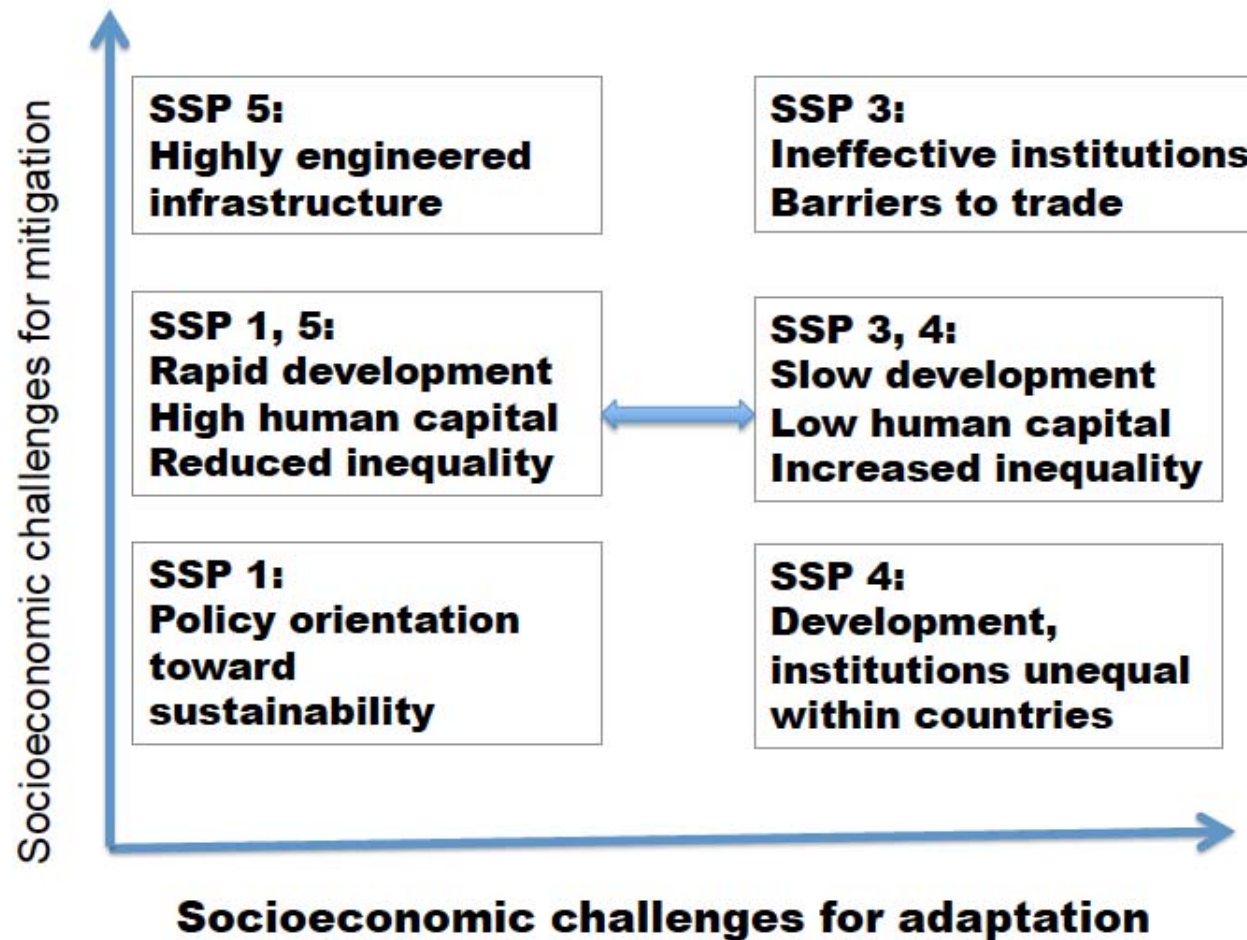 Socioeconomic challenges for mitigation
SSP 5:
Highly engineered
infrastructure
SSP 3:
Ineffective institutions
Barriers to trade
SSP 1, 5:
Rapid development
High human capital
Reduced inequality
SSP 3, 4:
Slow development
Low human capital
Increased inequality
SSP 1:
Policy orientation
toward
sustainability
SSP 4:
Development,
institutions unequal
within countries
Socioeconomic challenges for adaptation